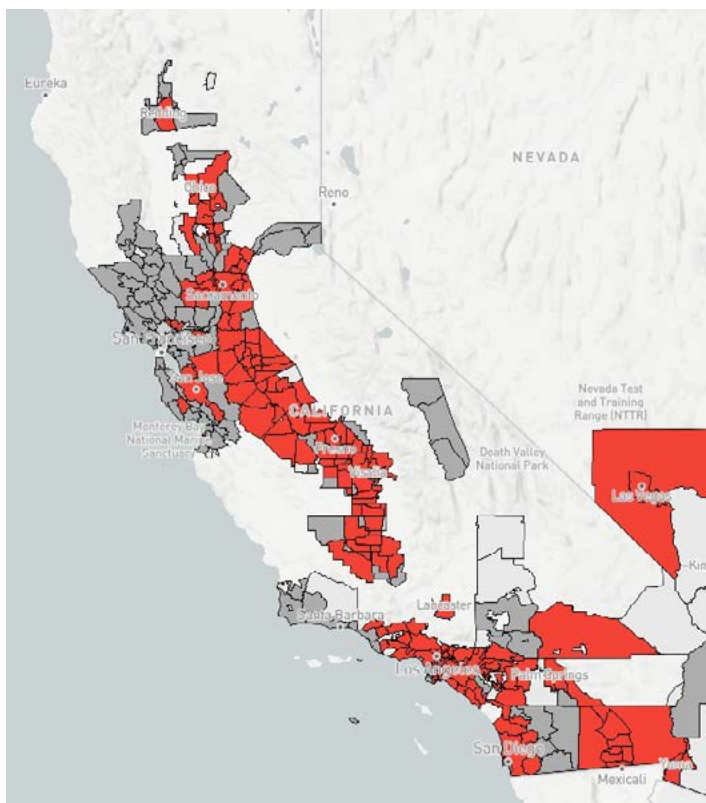 Eureka
Redding
NEVADA
Chico
Reno
Sacramento
San Francisco
San Jose
CALIFORNIA
Nevada Test
and Training
Range (NTTR)
Monterey Bay
National Marine
Sanctuary
Fresno
Death Valley
National Park
Visalia
Las Vegas
Lancaster
Santa Barbara
Los Angeles
Palm Springs
San Diego
Yuma
Mexicali